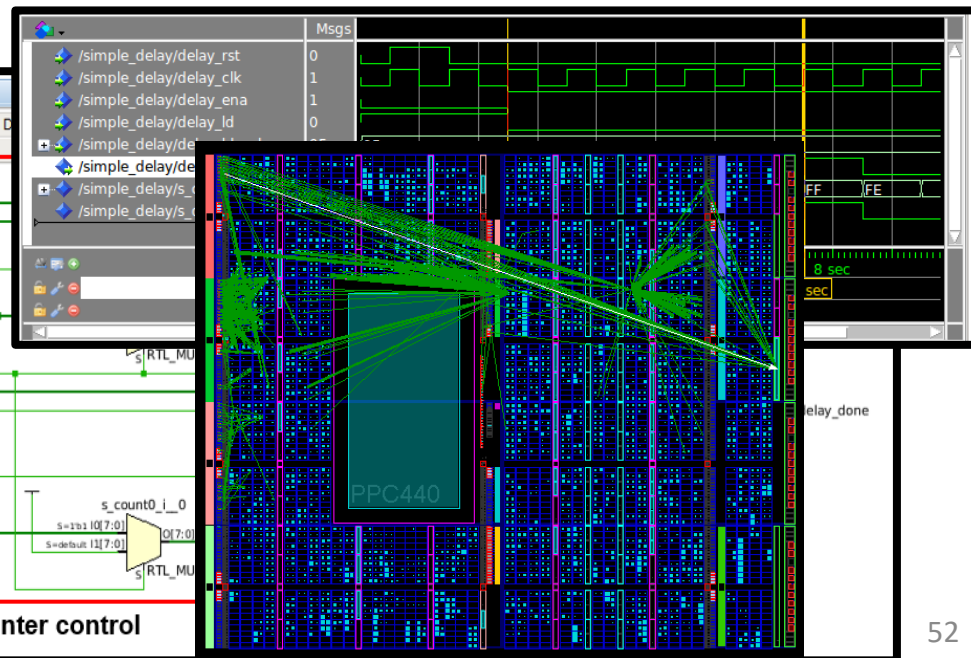 Msgs
/simple_delay/delay_rst 0
/simple_delay/delay_clk 1
/simple_delay/delay_ena 1
/simple_delay/delay_ld 0
/simple_delay/de
/simple_delay/de
/simple_delay/s_
/simple_delay/s_
FF FE
8 sec
sec
D
S RTL_MU
elay_done
PPC440
s_count0_i__0
S=1'b1 I0[7:0]
S=default I1[7:0]
O[7:0]
S RTL_MU
nter control
52